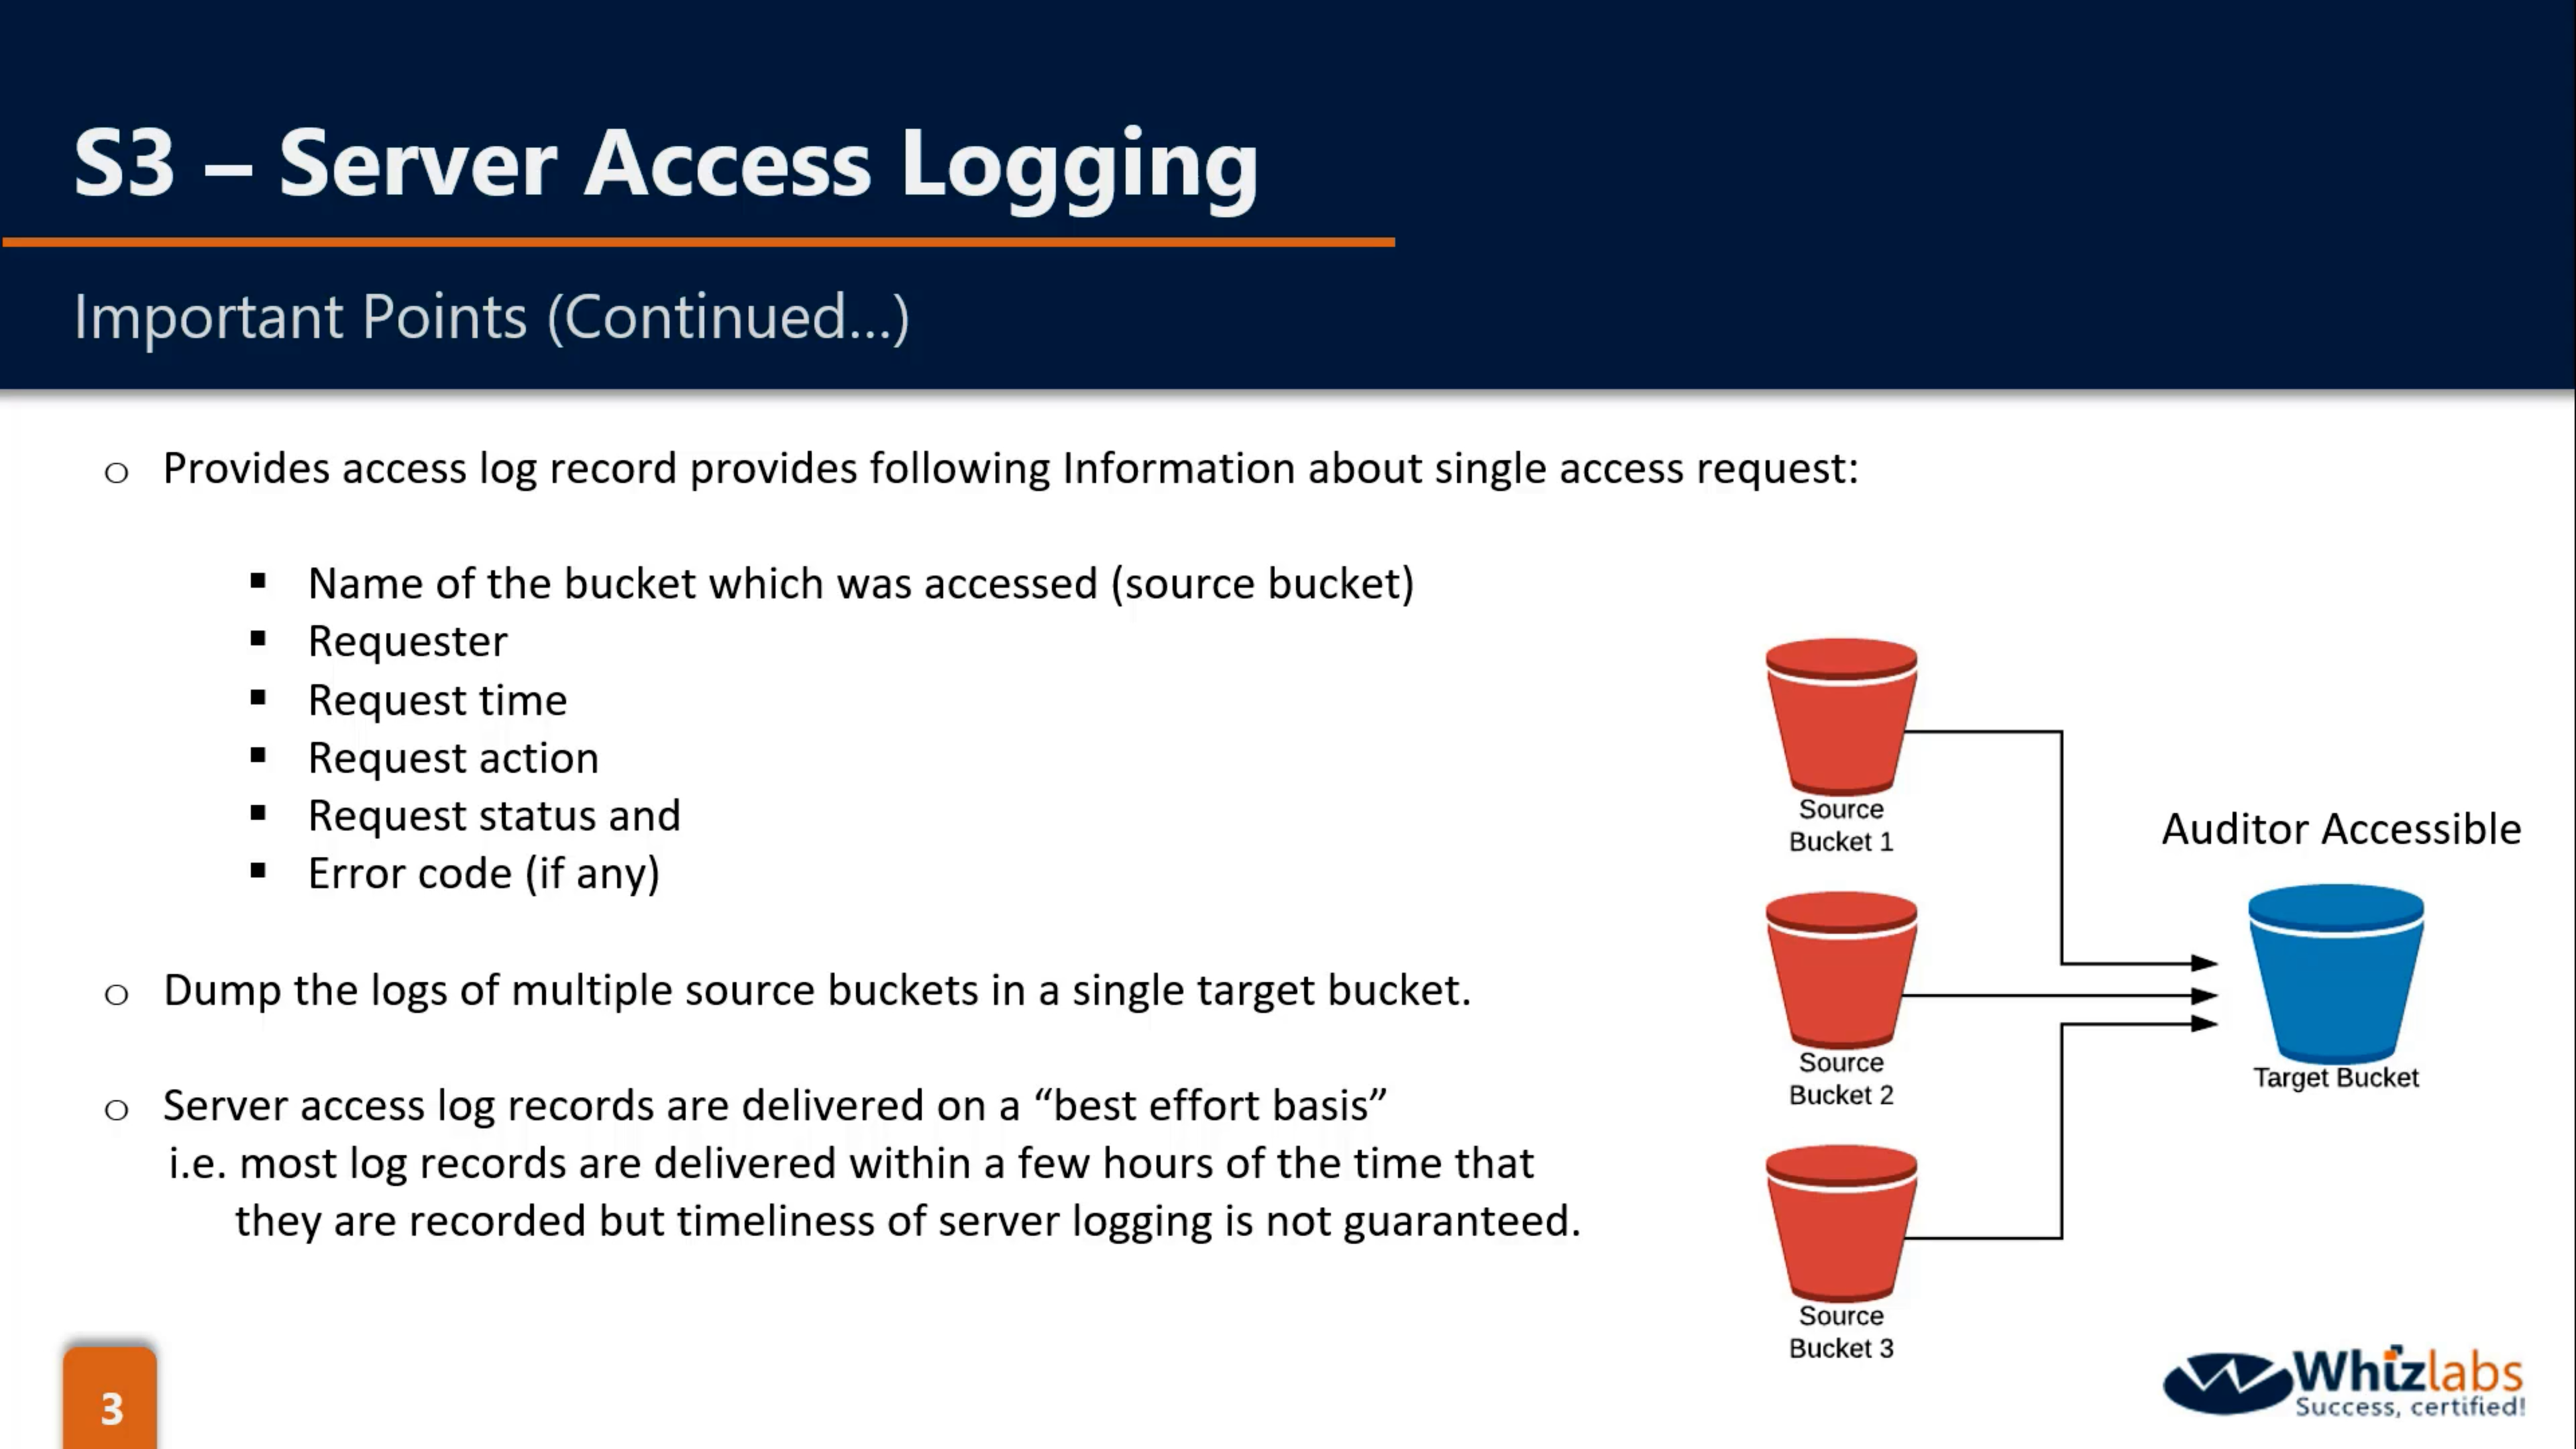 S3 – Server Access Logging
Important Points (Continued...)
o Provides access log record provides following Information about single access request:
▪ Name of the bucket which was accessed (source bucket)
▪ Requester
▪ Request time
▪ Request action
▪ Request status and
▪ Error code (if any)
o Dump the logs of multiple source buckets in a single target bucket.
o Server access log records are delivered on a “best effort basis”
i.e. most log records are delivered within a few hours of the time that
they are recorded but timeliness of server logging is not guaranteed.
Source
Bucket 1
Source
Bucket 2
Source
Bucket 3
Auditor Accessible
Target Bucket
3
Whizlabs
Success, certified!